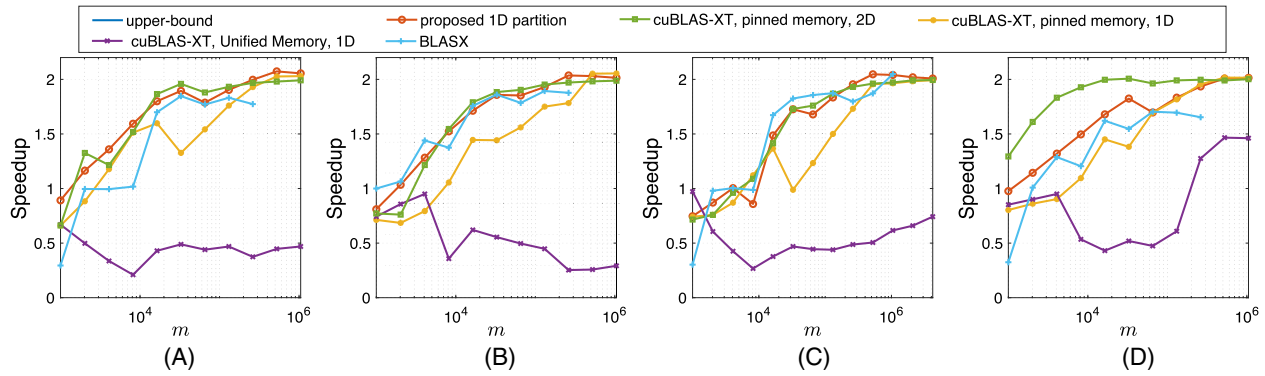 upper-bound
proposed 1D partition
cuBLAS-XT, pinned memory, 2D
cuBLAS-XT, pinned memory, 1D
cuBLAS-XT, Unified Memory, 1D
BLASX
Speedup
2
1.5
1
0.5
0
10^4
10^6
m
(A)
Speedup
2
1.5
1
0.5
0
10^4
10^6
m
(B)
Speedup
2
1.5
1
0.5
0
10^4
10^6
m
(C)
Speedup
2
1.5
1
0.5
0
10^4
10^6
m
(D)